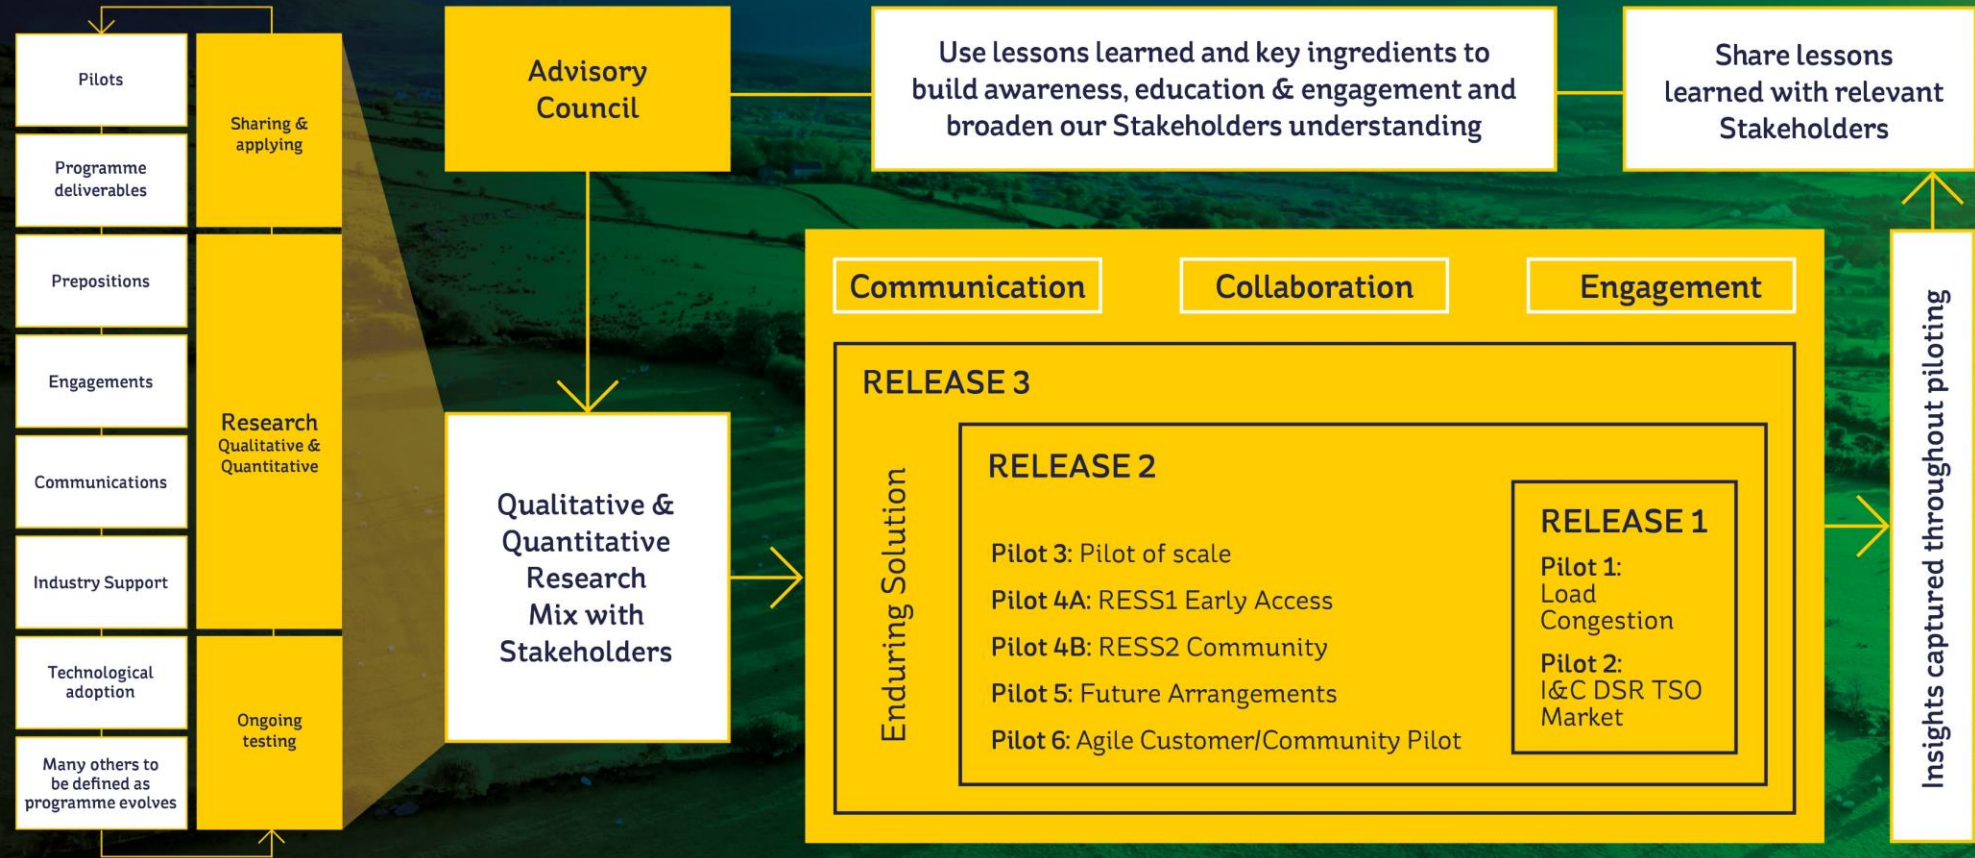 Pilots
Programme
deliverables
Prepositions
Engagements
Communications
Industry Support
Technological
adoption
Many others to
be defined as
programme evolves
Sharing &
applying
Research
Qualitative &
Quantitative
Ongoing
testing
Advisory
Council
Qualitative &
Quantitative
Research
Mix with
Stakeholders
Use lessons learned and key ingredients to
build awareness, education & engagement and
broaden our Stakeholders understanding
Share lessons
learned with relevant
Stakeholders
Communication
Collaboration
Engagement
RELEASE 3
Enduring Solution
RELEASE 2
Pilot 3: Pilot of scale
Pilot 4A: RESS1 Early Access
Pilot 4B: RESS2 Community
Pilot 5: Future Arrangements
Pilot 6: Agile Customer/Community Pilot
RELEASE 1
Pilot 1:
Load
Congestion
Pilot 2:
I&C DSR TSO
Market
Insights captured throughout piloting